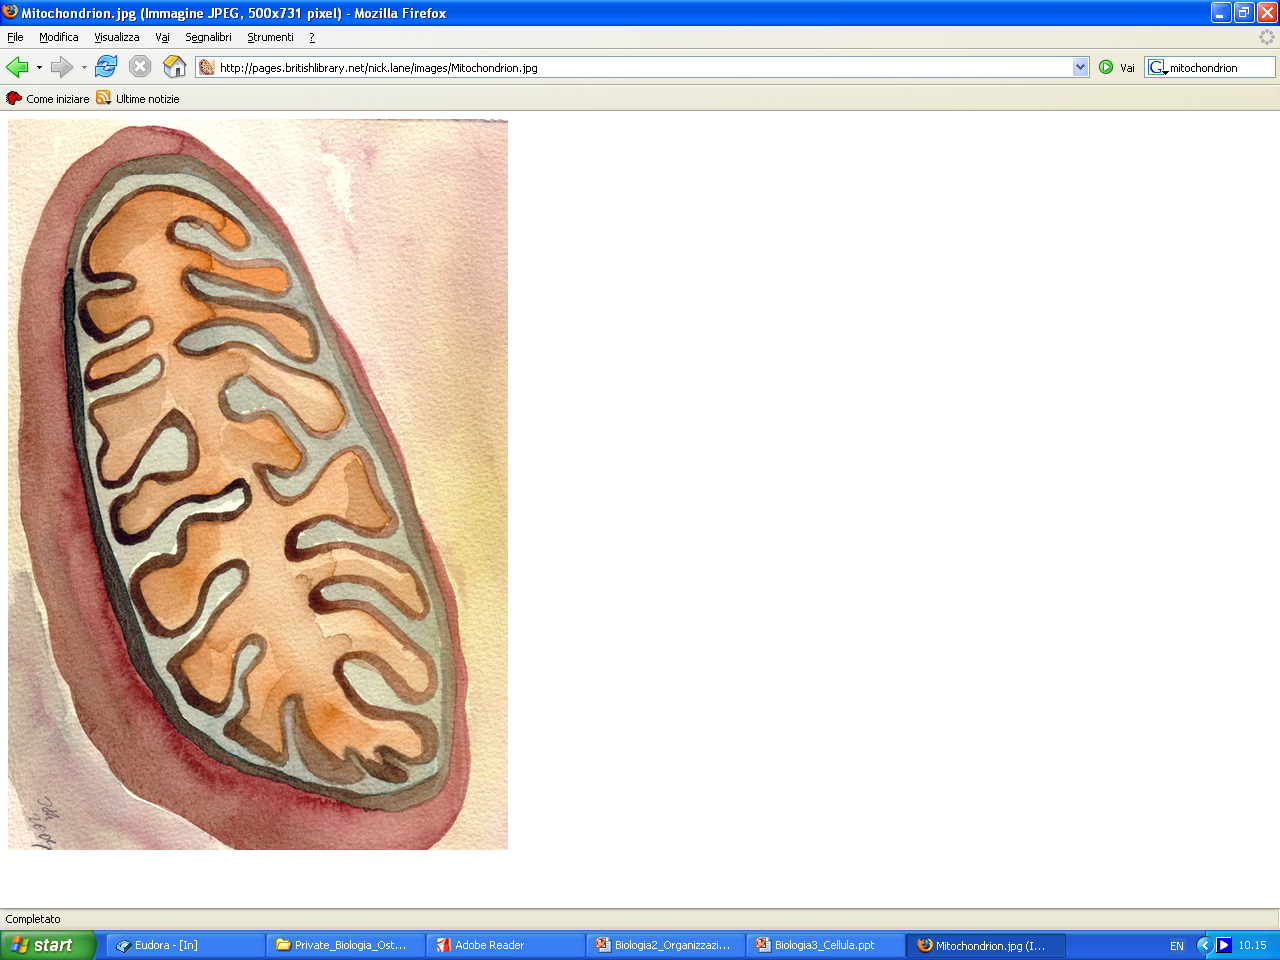 Mitochondrion.jpg (Immagine JPEG, 500x731 pixel) - Mozilla Firefox
File Modifica Visualizza Vai Segnalibri Strumenti ?
http://pages.britishlibrary.net/nick.lane/images/Mitochondrion.jpg Vai G mitochondrion
Come iniziare Ultime notizie
Completato
start Eudora - [In] Private_Biologia_Ost... Adobe Reader Biologia2_Organizzazi... Biologia3_Cellula.ppt Mitochondrion.jpg (I... EN 10.15